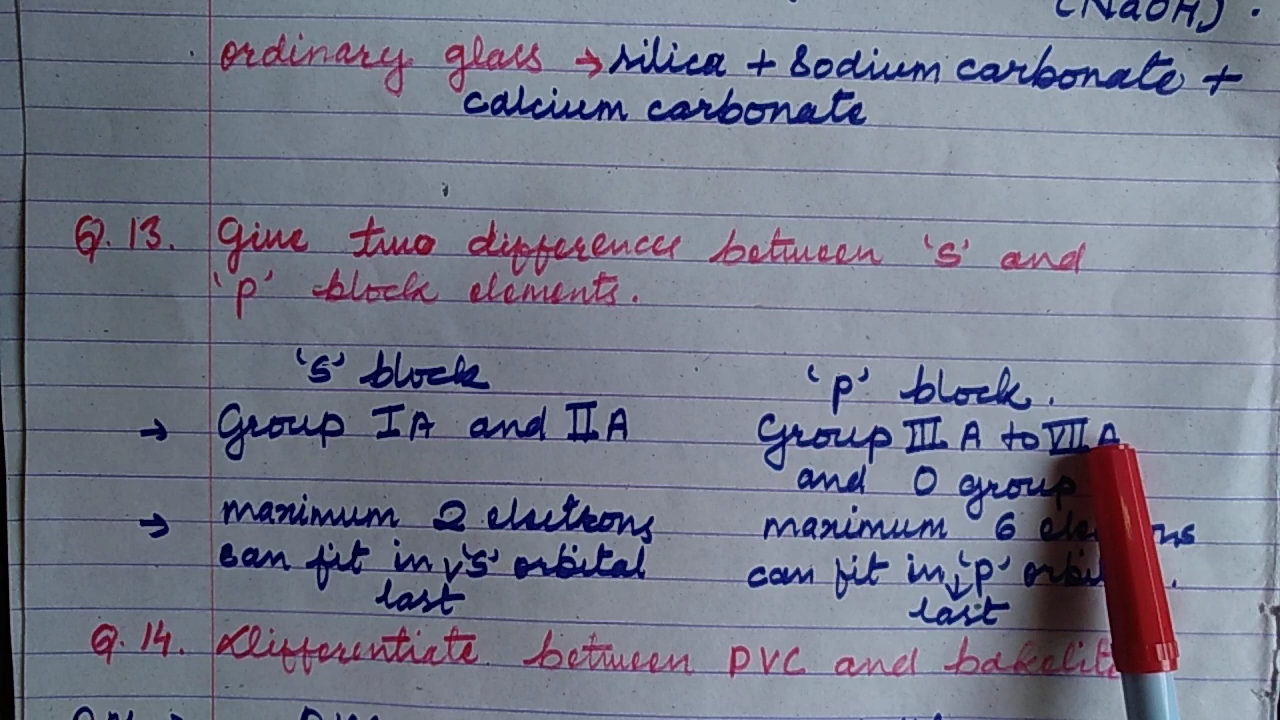 (NaOH).
ordinary glass → silica + Sodium carbonate +
calcium carbonate
Q.13. Give two differences between 's' and
'p' block elements.
's' block 'p' block.
→ Group IA and IIA Group III A to VII A
and 0 group
→ maximum 2 electrons maximum 6
can fit in 's' orbital can fit in 'p'
last last
Q.14. Differentiate between PVC and